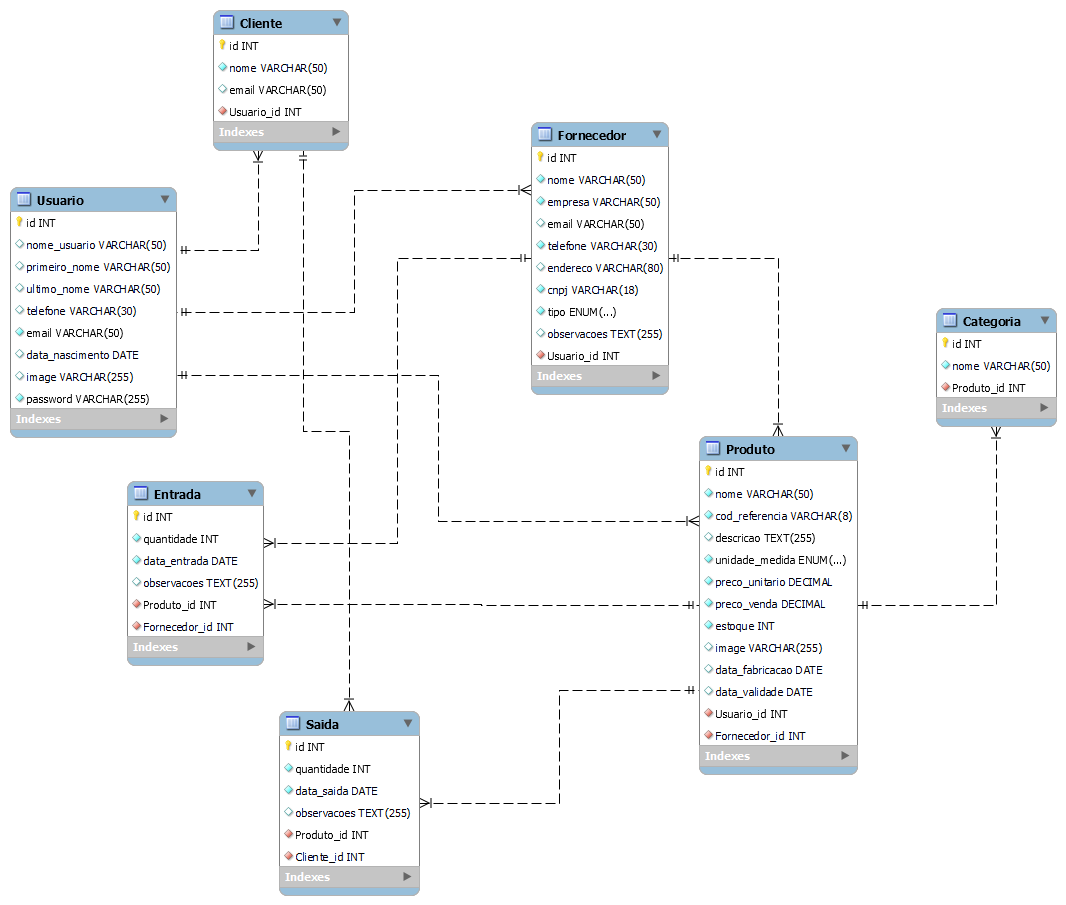 Cliente
id INT
nome VARCHAR(50)
email VARCHAR(50)
Usuario_id INT
Indexes
Fornecedor
id INT
nome VARCHAR(50)
empresa VARCHAR(50)
email VARCHAR(50)
telefone VARCHAR(30)
endereco VARCHAR(80)
cnpj VARCHAR(18)
tipo ENUM(...)
observacoes TEXT(255)
Usuario_id INT
Indexes
Usuario
id INT
nome_usuario VARCHAR(50)
primeiro_nome VARCHAR(50)
ultimo_nome VARCHAR(50)
telefone VARCHAR(30)
email VARCHAR(50)
data_nascimento DATE
image VARCHAR(255)
password VARCHAR(255)
Indexes
Categoria
id INT
nome VARCHAR(50)
Produto_id INT
Indexes
Produto
id INT
nome VARCHAR(50)
cod_referencia VARCHAR(8)
descricao TEXT(255)
unidade_medida ENUM(...)
preco_unitario DECIMAL
preco_venda DECIMAL
estoque INT
image VARCHAR(255)
data_fabricacao DATE
data_validade DATE
Usuario_id INT
Fornecedor_id INT
Indexes
Entrada
id INT
quantidade INT
data_entrada DATE
observacoes TEXT(255)
Produto_id INT
Fornecedor_id INT
Indexes
Saida
id INT
quantidade INT
data_saida DATE
observacoes TEXT(255)
Produto_id INT
Cliente_id INT
Indexes